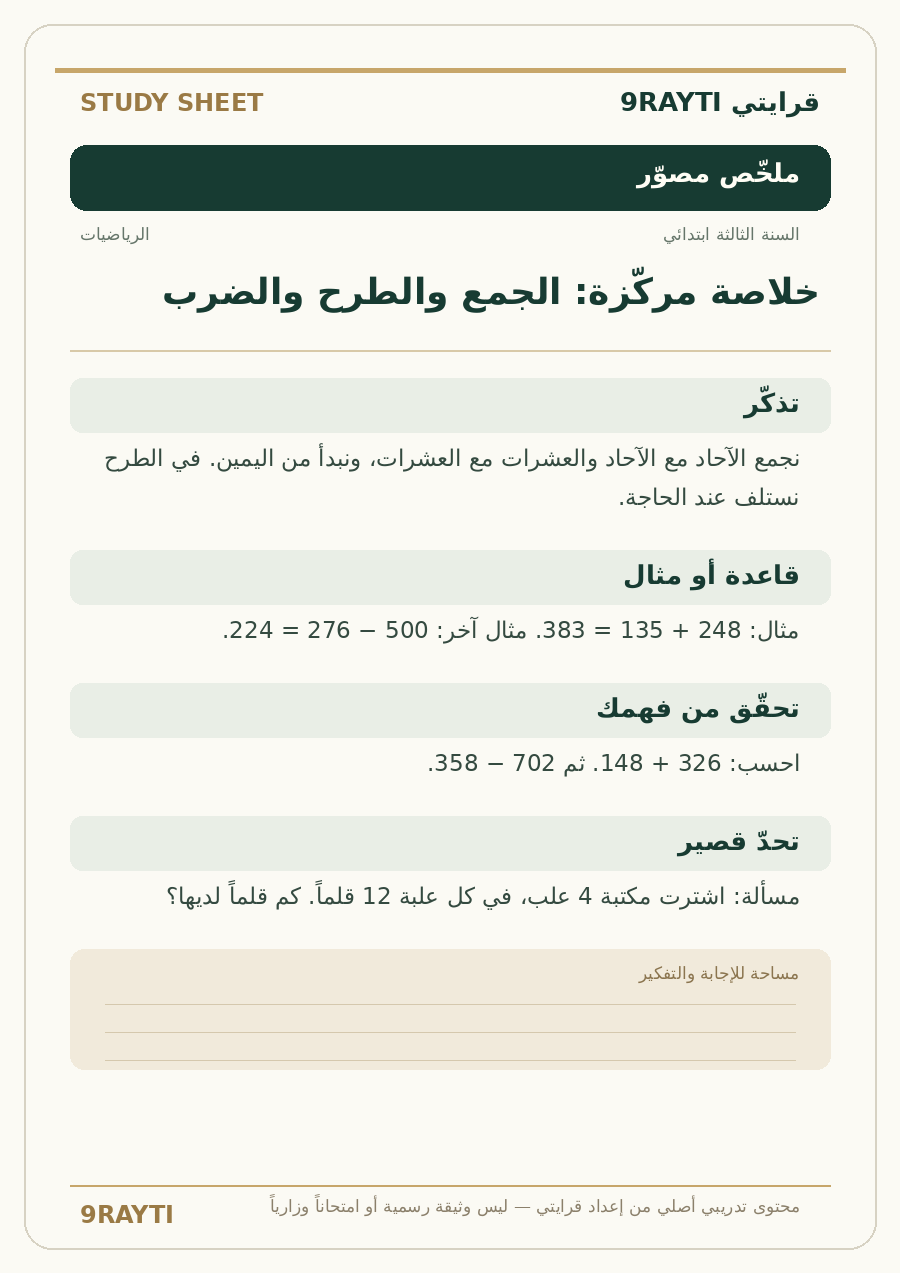 قرايتي 9RAYTI
STUDY SHEET
ملخّص مصوّر
السنة الثالثة ابتدائي
الرياضيات
خلاصة مركّزة: الجمع والطرح والضرب
تذكّر
نجمع الآحاد مع الآحاد والعشرات مع العشرات، ونبدأ من اليمين. في الطرح
نستلف عند الحاجة.
قاعدة أو مثال
مثال: 248 + 135 = 383. مثال آخر: 500 − 276 = 224.
تحقّق من فهمك
احسب: 326 + 148. ثم 702 − 358.
تحدّ قصير
مسألة: اشترت مكتبة 4 علب، في كل علبة 12 قلماً. كم قلماً لديها؟
مساحة للإجابة والتفكير
محتوى تدريبي أصلي من إعداد قرايتي — ليس وثيقة رسمية أو امتحاناً وزارياً
9RAYTI